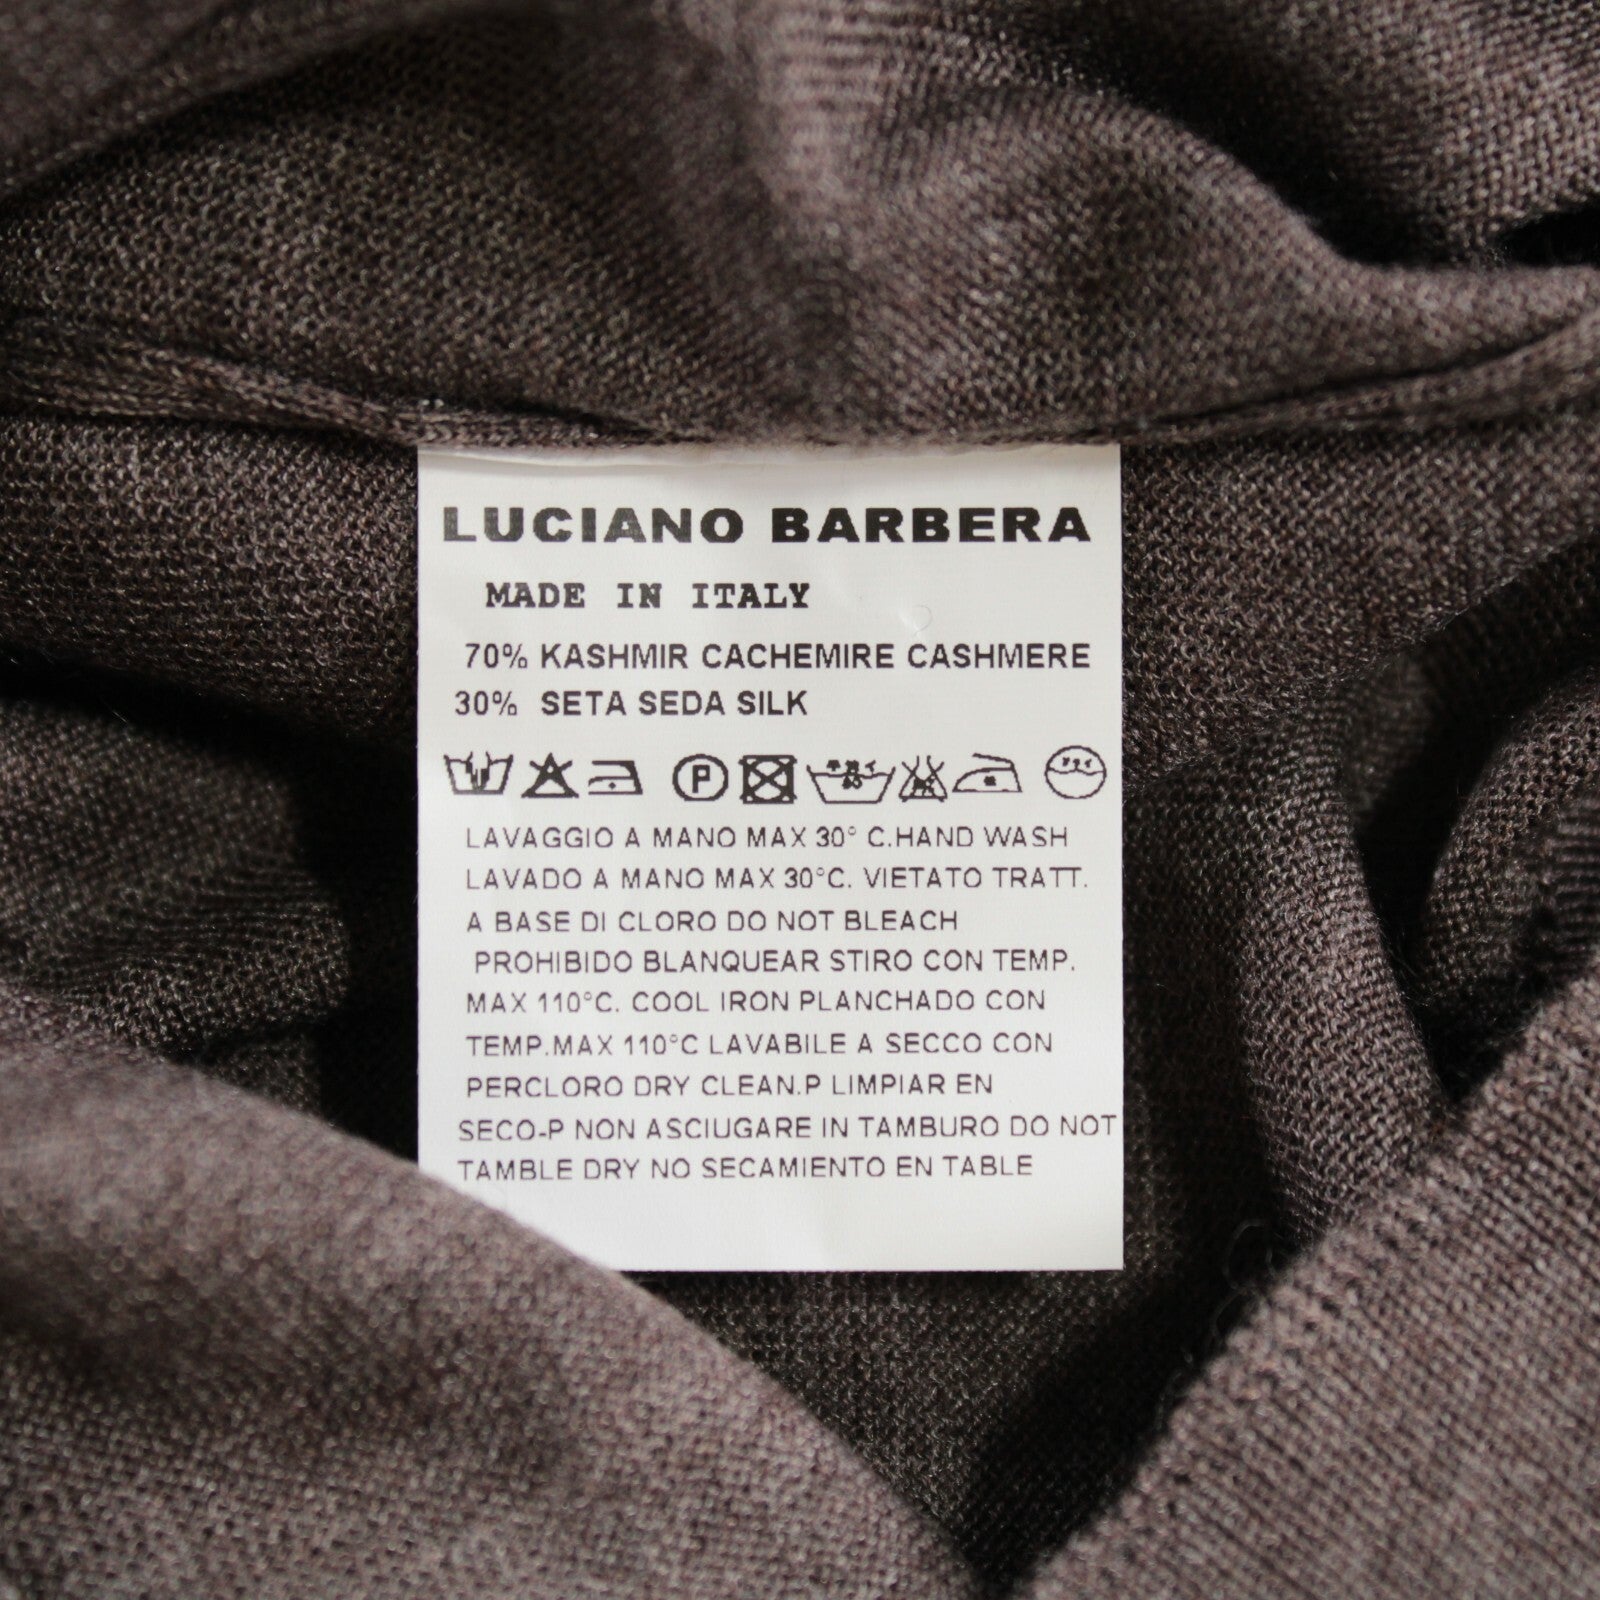 LUCIANO BARBERA
MADE IN ITALY
70% KASHMIR CACHEMIRE CASHMERE
30% SETA SEDA SILK
P
LAVAGGIO A MANO MAX 30° C.HAND WASH
LAVADO A MANO MAX 30°C. VIETATO TRATT.
A BASE DI CLORO DO NOT BLEACH
PROHIBIDO BLANQUEAR STIRO CON TEMP.
MAX 110°C. COOL IRON PLANCHADO CON
TEMP.MAX 110°C LAVABILE A SECCO CON
PERCLORO DRY CLEAN.P LIMPIAR EN
SECO-P NON ASCIUGARE IN TAMBURO DO NOT
TAMBLE DRY NO SECAMIENTO EN TABLE